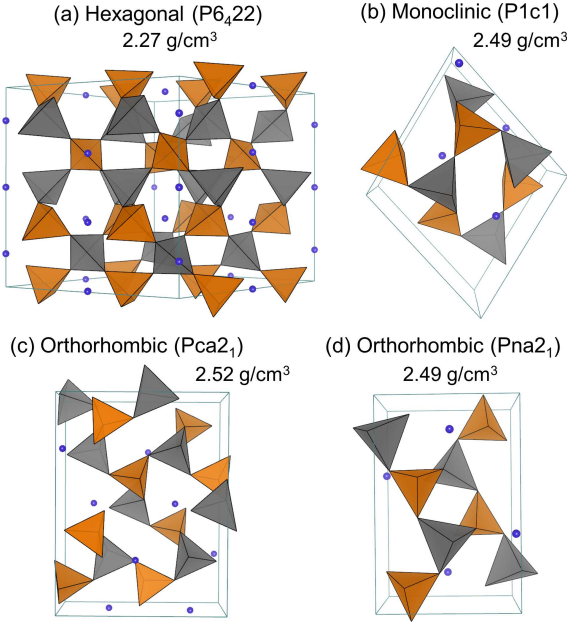 (a) Hexagonal (P6₄22)
2.27 g/cm³
(b) Monoclinic (P1c1)
2.49 g/cm³
(c) Orthorhombic (Pca2₁)
2.52 g/cm³
(d) Orthorhombic (Pna2₁)
2.49 g/cm³